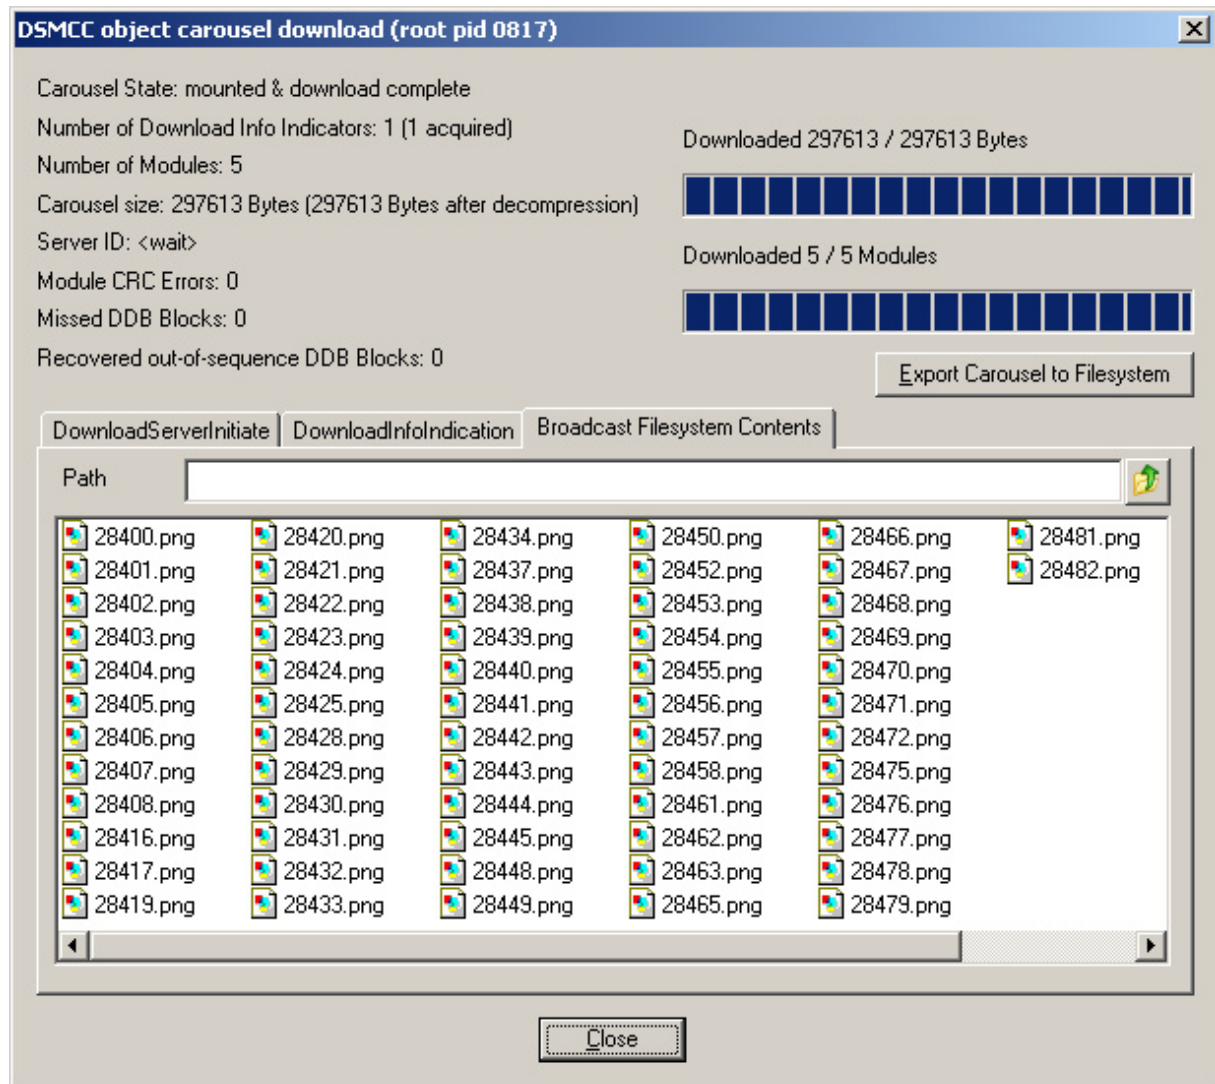 DSMCC object carousel download (root pid 0817)
Carousel State: mounted & download complete
Number of Download Info Indicators: 1 (1 acquired)
Number of Modules: 5
Carousel size: 297613 Bytes (297613 Bytes after decompression)
Server ID: <wait>
Module CRC Errors: 0
Missed DDB Blocks: 0
Recovered out-of-sequence DDB Blocks: 0
Downloaded 297613 / 297613 Bytes
Downloaded 5 / 5 Modules
Export Carousel to Filesystem
DownloadServerInitiate DownloadInfoIndication Broadcast Filesystem Contents
Path
28400.png 28420.png 28434.png 28450.png 28466.png 28481.png
28401.png 28421.png 28437.png 28452.png 28467.png 28482.png
28402.png 28422.png 28438.png 28453.png 28468.png
28403.png 28423.png 28439.png 28454.png 28469.png
28404.png 28424.png 28440.png 28455.png 28470.png
28405.png 28425.png 28441.png 28456.png 28471.png
28406.png 28428.png 28442.png 28457.png 28472.png
28407.png 28429.png 28443.png 28458.png 28475.png
28408.png 28430.png 28444.png 28461.png 28476.png
28416.png 28431.png 28445.png 28462.png 28477.png
28417.png 28432.png 28448.png 28463.png 28478.png
28419.png 28433.png 28449.png 28465.png 28479.png
Close